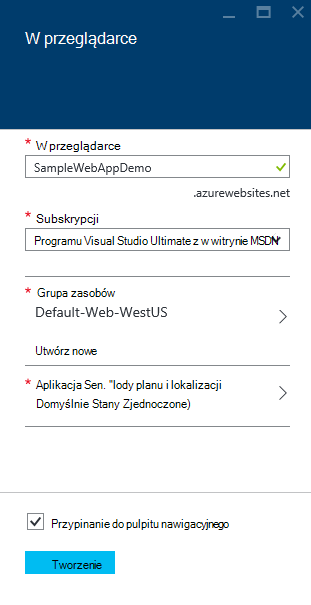 W przeglądarce
* W przeglądarce
SampleWebAppDemo
.azurewebsites.net
* Subskrypcji
Programu Visual Studio Ultimate z w witrynie MSDN
* Grupa zasobów
Default-Web-WestUS
Utwórz nowe
* Aplikacja Sen. "lody planu i lokalizacji
Domyślnie Stany Zjednoczone)
Przypinanie do pulpitu nawigacyjnego
Tworzenie